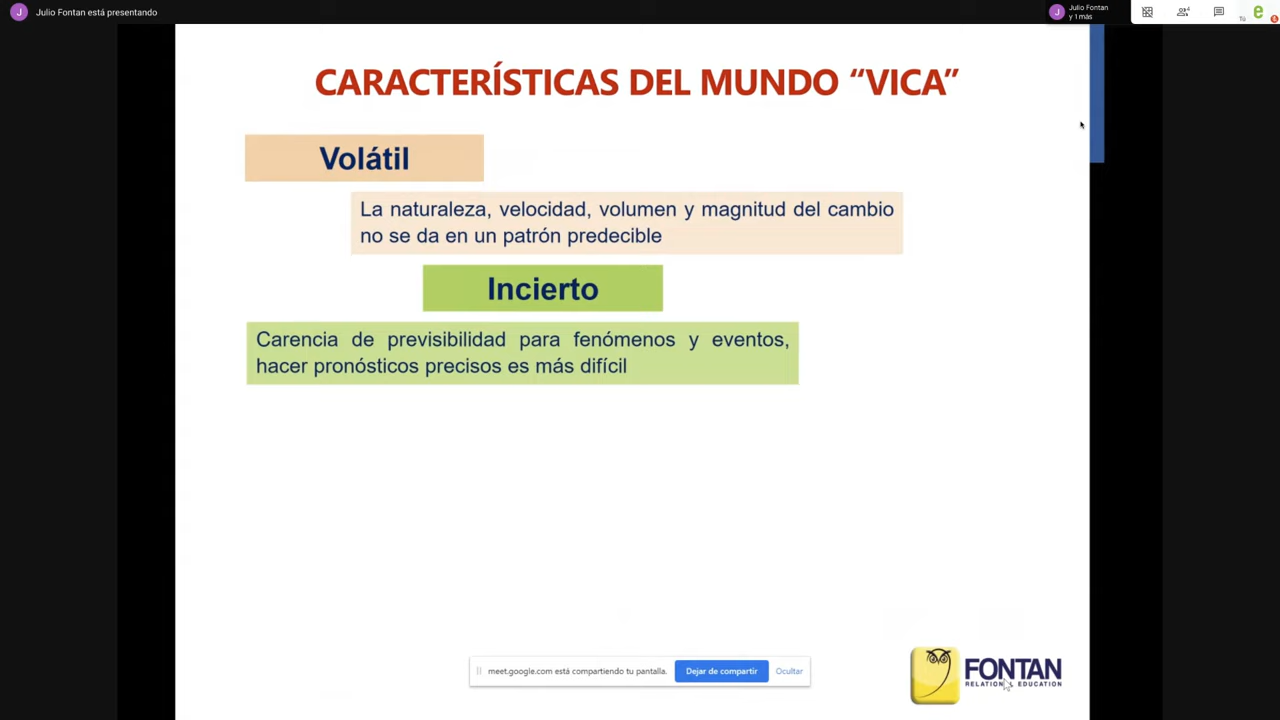 J Julio Fontan está presentando
J Julio Fontan
y 1 más
4
Tú
e
CARACTERÍSTICAS DEL MUNDO “VICA”
Volátil
La naturaleza, velocidad, volumen y magnitud del cambio
no se da en un patrón predecible
Incierto
Carencia de previsibilidad para fenómenos y eventos,
hacer pronósticos precisos es más difícil
meet.google.com está compartiendo tu pantalla. Dejar de compartir Ocultar
FONTAN
RELATIONAL EDUCATION